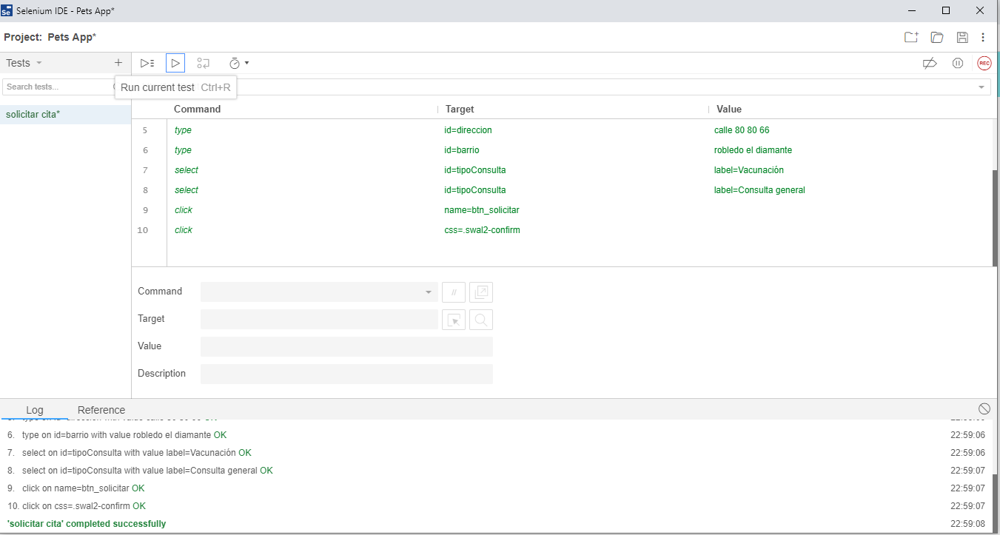 Selenium IDE - Pets App*
Project: Pets App*
Tests
Search tests...
Run current test Ctrl+R
REC
solicitar cita*
Command Target Value
5 type id=direccion calle 80 80 66
6 type id=barrio robledo el diamante
7 select id=tipoConsulta label=Vacunación
8 select id=tipoConsulta label=Consulta general
9 click name=btn_solicitar
10 click css=.swal2-confirm
Command //
Target
Value
Description
Log Reference
6. type on id=barrio with value robledo el diamante OK 22:59:06
7. select on id=tipoConsulta with value label=Vacunación OK 22:59:06
8. select on id=tipoConsulta with value label=Consulta general OK 22:59:07
9. click on name=btn_solicitar OK 22:59:07
10. click on css=.swal2-confirm OK 22:59:07
'solicitar cita' completed successfully 22:59:08